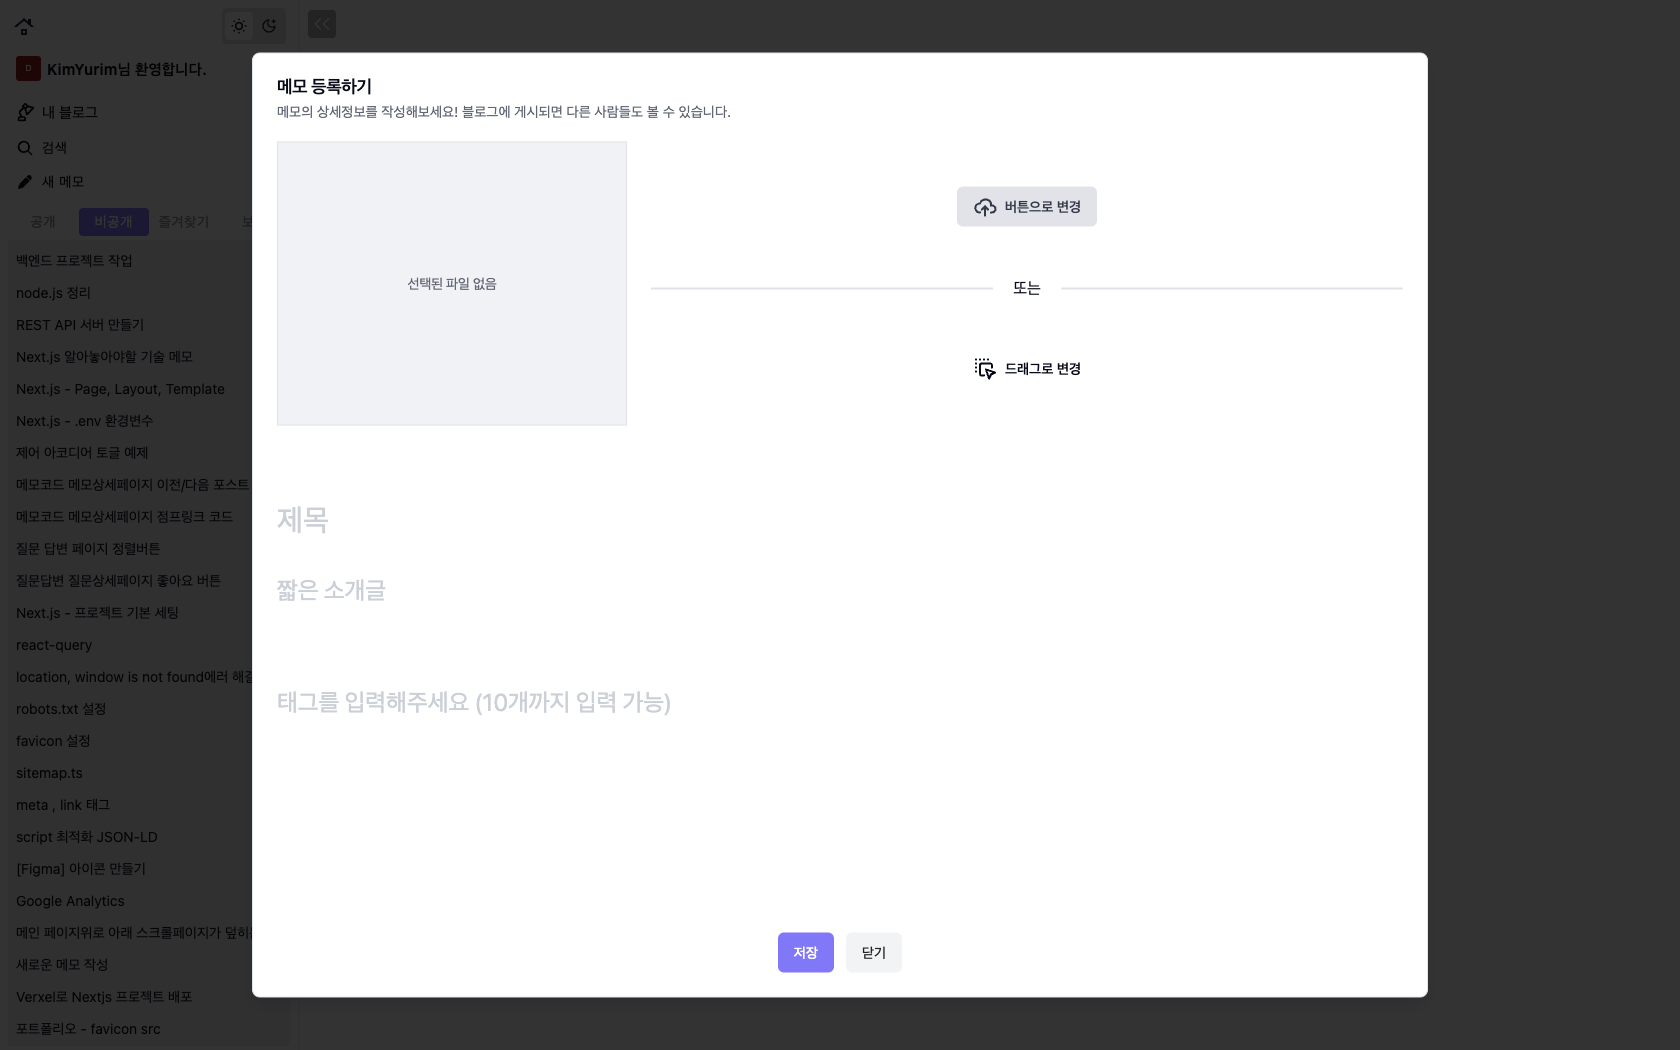 KimYurim님 환영합니다.
내 블로그
검색
새 메모
공개 비공개 즐겨찾기
백엔드 프로젝트 작업
node.js 정리
REST API 서버 만들기
Next.js 알아놓아야할 기술 메모
Next.js - Page, Layout, Template
Next.js - .env 환경변수
제어 아코디어 토글 예제
메모코드 메모상세페이지 이전/다음 포스트
메모코드 메모상세페이지 점프링크 코드
질문 답변 페이지 정렬버튼
질문답변 질문상세페이지 좋아요 버튼
Next.js - 프로젝트 기본 세팅
react-query
location, window is not found에러 해결
robots.txt 설정
favicon 설정
sitemap.ts
meta , link 태그
script 최적화 JSON-LD
[Figma] 아이콘 만들기
Google Analytics
메인 페이지위로 아래 스크롤페이지가
새로운 메모 작성
Verxel로 Nextjs 프로젝트 배포
포트폴리오 - favicon src
메모 등록하기
메모의 상세정보를 작성해보세요! 블로그에 게시되면 다른 사람들도 볼 수 있습니다.
선택된 파일 없음
버튼으로 변경
또는
드래그로 변경
제목
짧은 소개글
태그를 입력해주세요 (10개까지 입력 가능)
저장 닫기